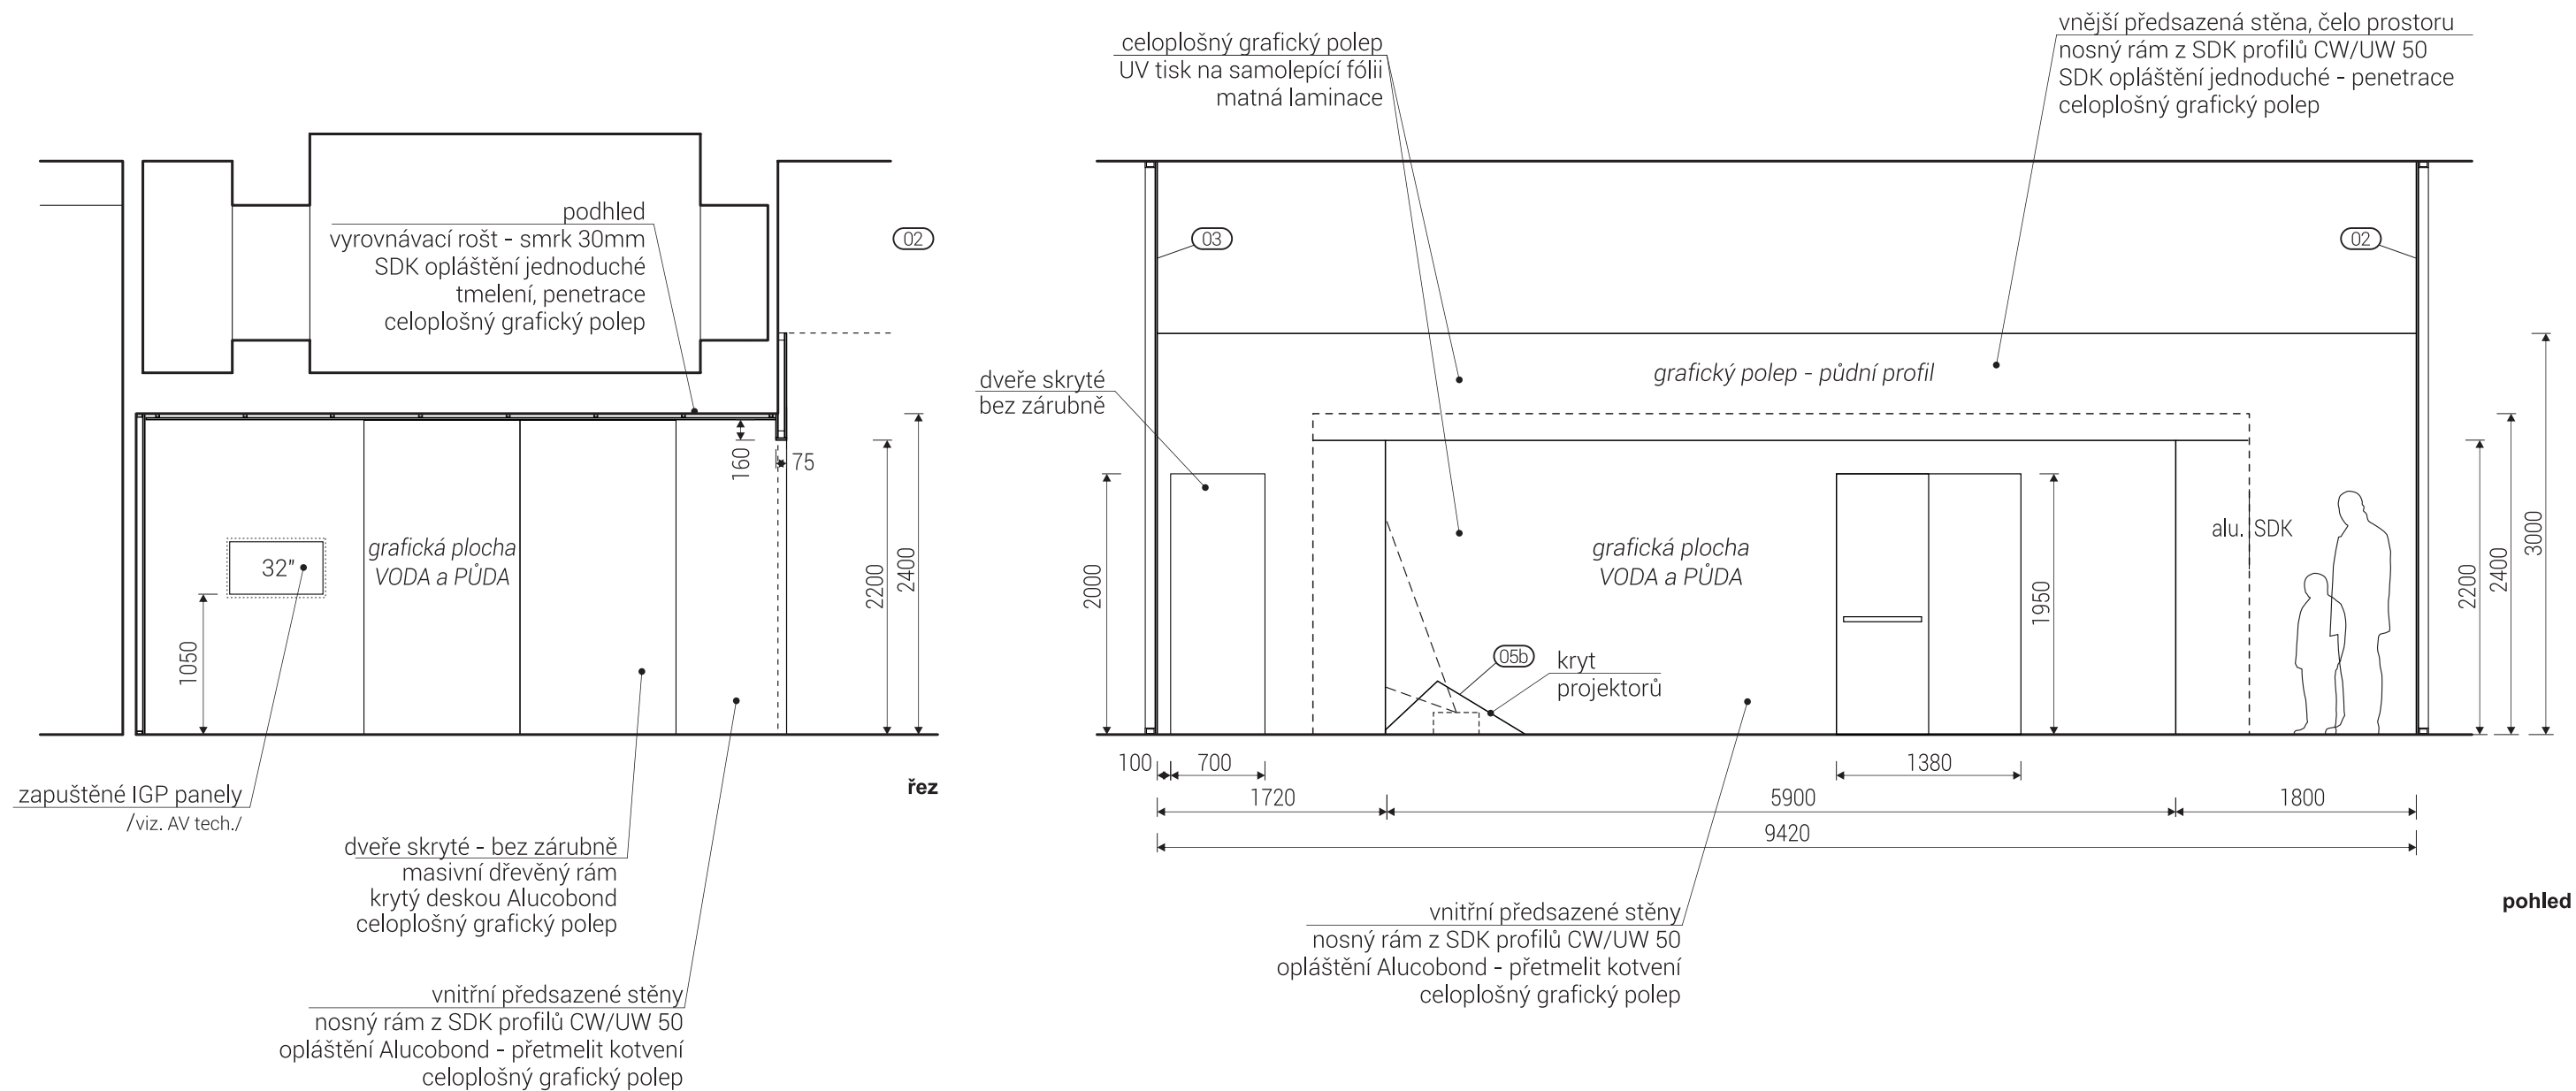 celoplošný grafický polep
UV tisk na samolepící fólii
matná laminace
vnější předsazená stěna, čelo prostoru
nosný rám z SDK profilů CW/UW 50
SDK opláštění jednoduché - penetrace
celoplošný grafický polep
podhled
vyrovnávací rošt - smrk 30mm
SDK opláštění jednoduché
tmelení, penetrace
celoplošný grafický polep
02
03
02
dveře skryté
bez zárubně
grafický polep - půdní profil
160
75
32"
grafická plocha
VODA a PŮDA
1050
2200
2400
2000
grafická plocha
VODA a PŮDA
1950
alu.
SDK
2200
2400
3000
05b
kryt
projektorů
100
700
1380
1720
5900
1800
9420
zapuštěné IGP panely
/viz. AV tech./
řez
dveře skryté - bez zárubně
masivní dřevěný rám
krytý deskou Alucobond
celoplošný grafický polep
vnitřní předsazené stěny
nosný rám z SDK profilů CW/UW 50
opláštění Alucobond - přetmelit kotvení
celoplošný grafický polep
vnitřní předsazené stěny
nosný rám z SDK profilů CW/UW 50
opláštění Alucobond - přetmelit kotvení
celoplošný grafický polep
pohled